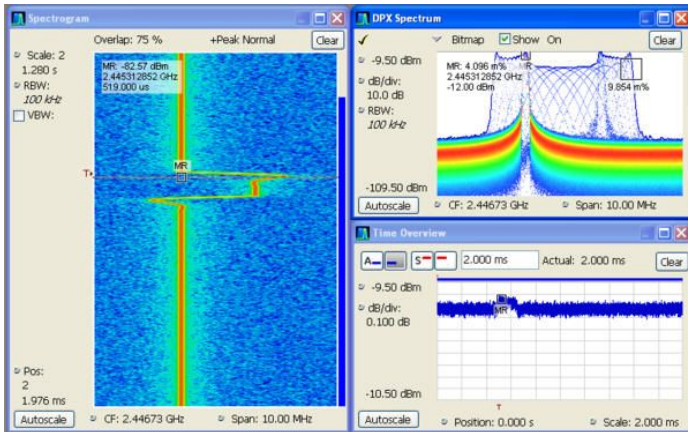 Spectrogram
Overlap: 75 %
+Peak Normal
Clear
Scale: 2
1.280 s
RBW:
100 kHz
VBW:
MR: -82.57 dBm
2.445312852 GHz
519.000 us
MR
T
Pos:
2
1.976 ms
Autoscale
CF: 2.44673 GHz
Span: 10.00 MHz
DPX Spectrum
Bitmap
Show
On
Clear
-9.50 dBm
dB/div:
10.0 dB
RBW:
100 kHz
-109.50 dBm
MR: 4.096 m%
2.445312852 GHz
-12.00 dBm
MR
9.854 m%
Autoscale
CF: 2.44673 GHz
Span: 10.00 MHz
Time Overview
A
S
2.000 ms
Actual: 2.000 ms
Clear
-9.50 dBm
dB/div:
0.100 dB
-10.50 dBm
MR
T
Autoscale
Position: 0.000 s
Scale: 2.000 ms